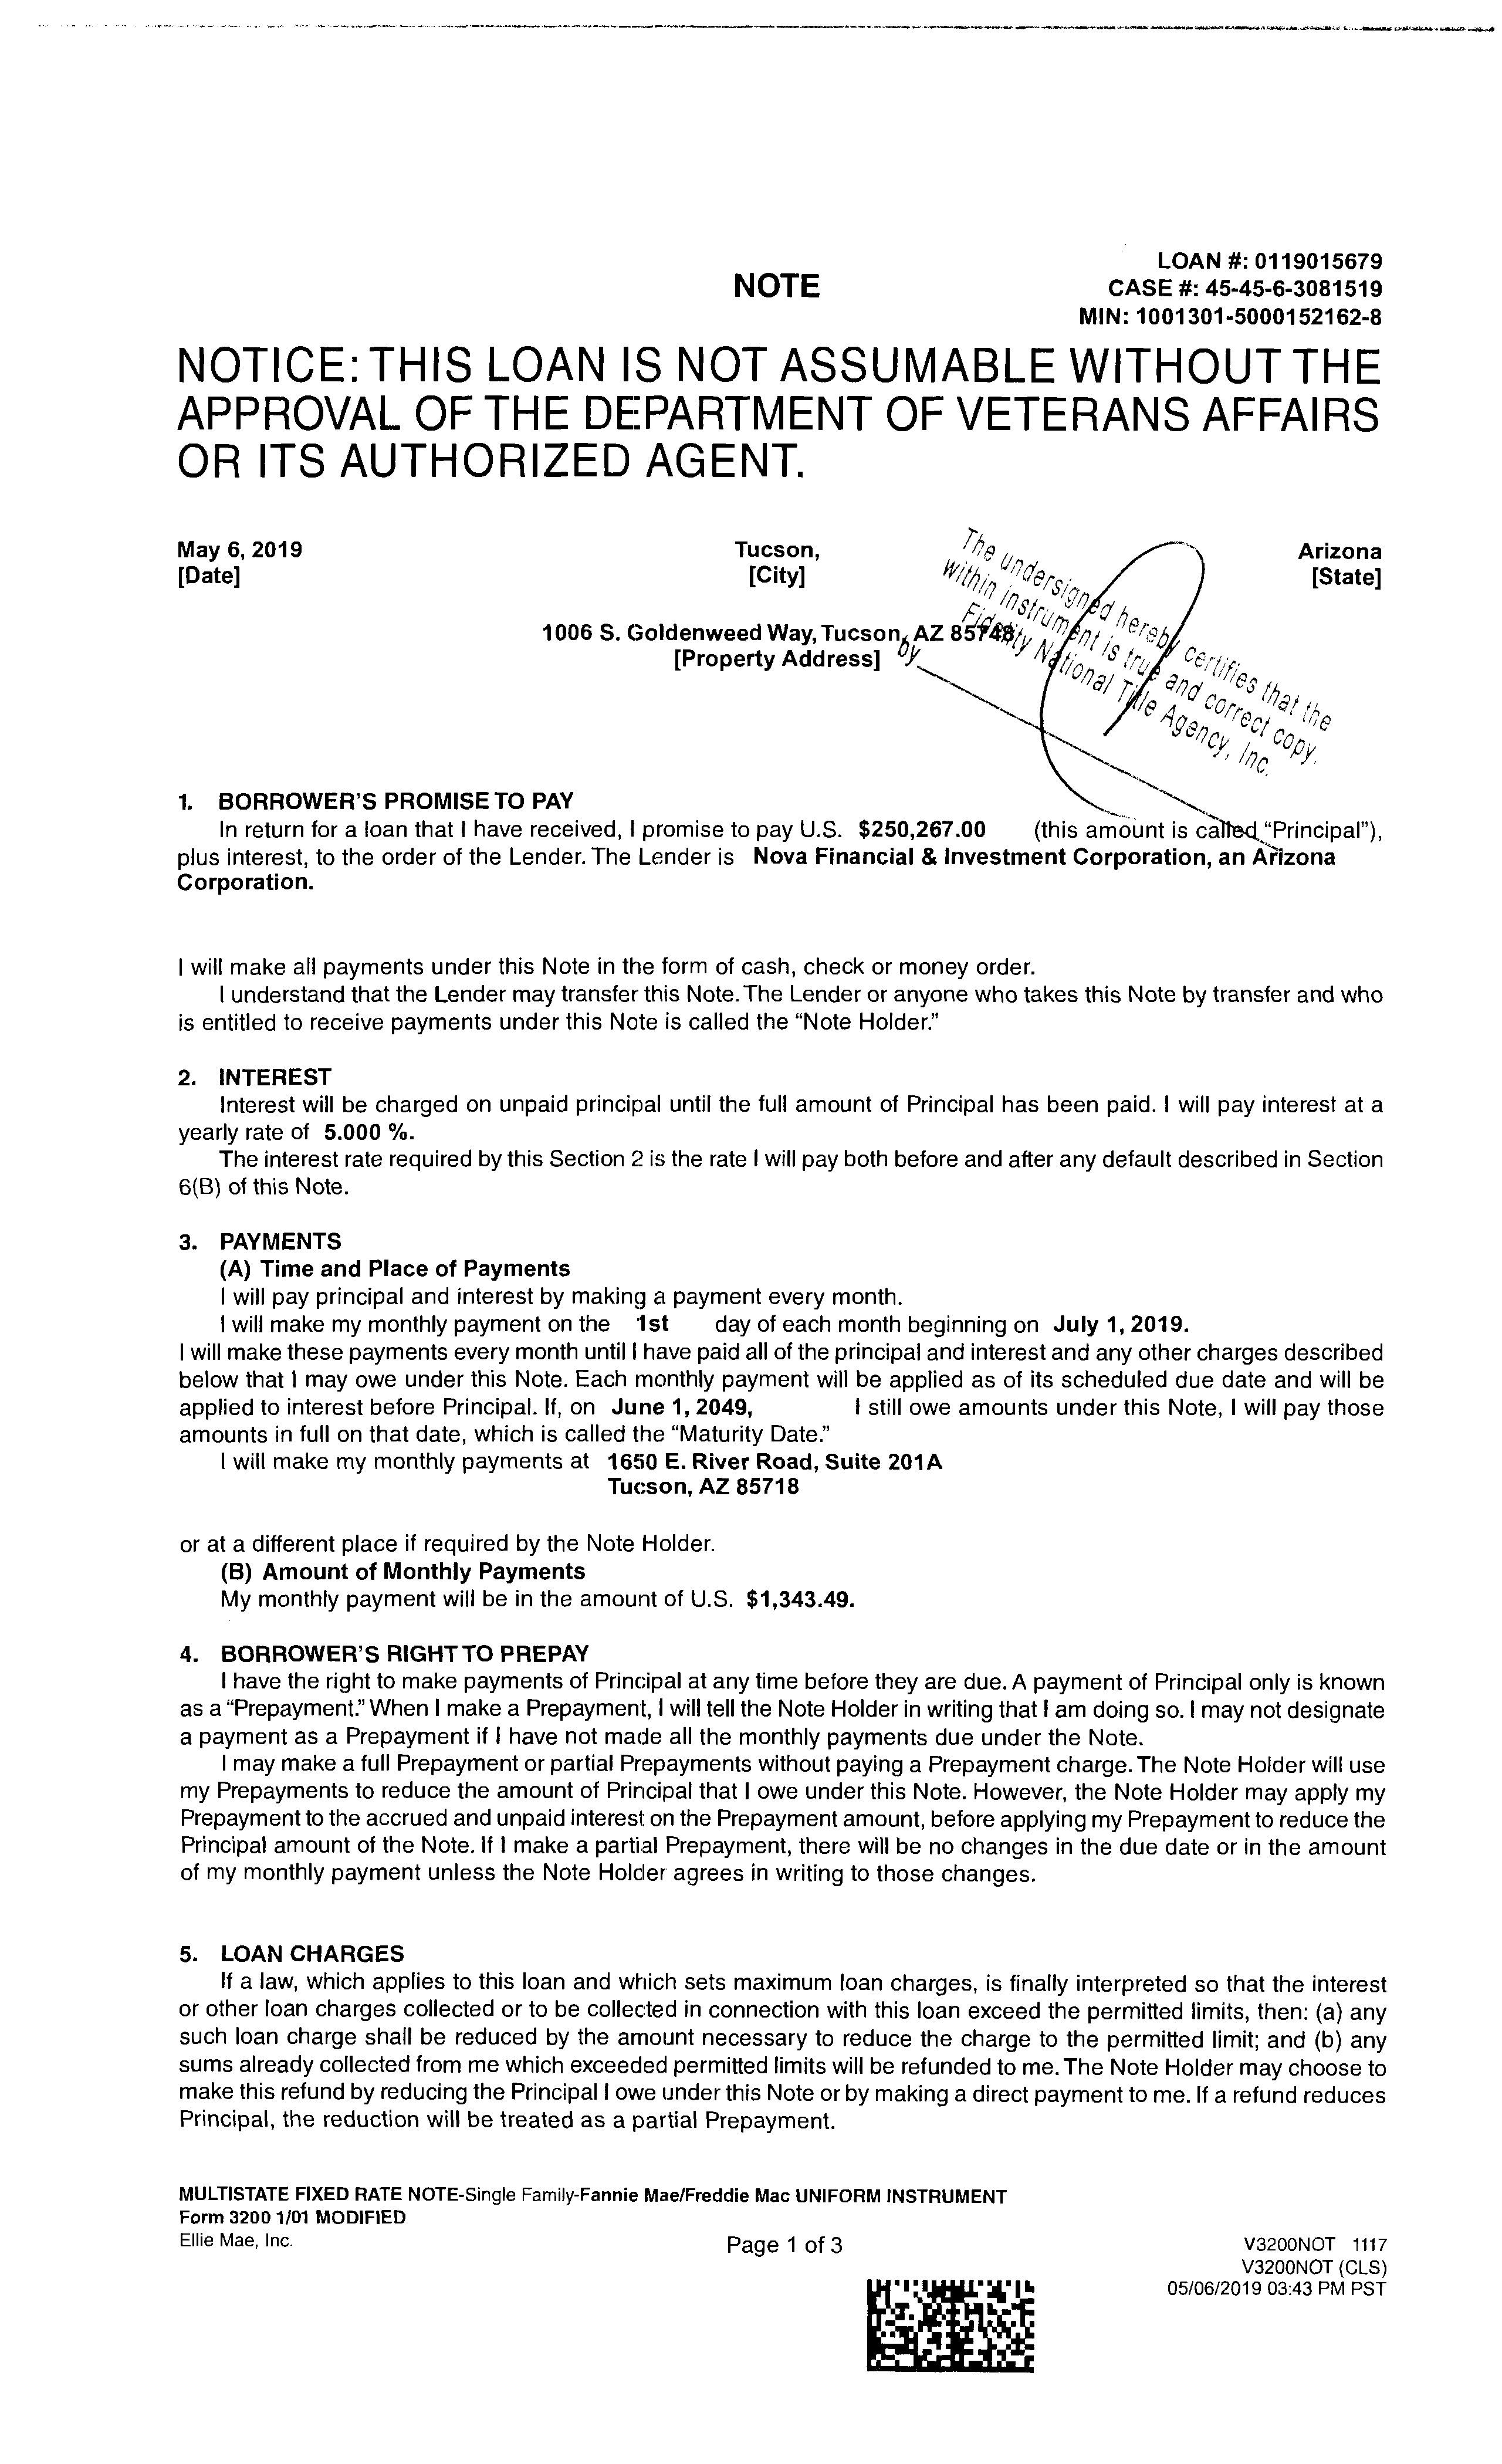 LOAN #: 0119015679
NOTE
CASE #: 45-45-6-3081519
MIN: 1001301-5000152162-8
NOTICE: THIS LOAN IS NOT ASSUMABLE WITHOUT THE
APPROVAL OF THE DEPARTMENT OF VETERANS AFFAIRS
OR ITS AUTHORIZED AGENT.
May 6, 2019 Tucson, Arizona
[Date] [City] [State]
1006 S. Goldenweed Way, Tucson, AZ 85748
[Property Address]
The undersigned hereby certifies that the
within instrument is true and correct copy.
Fidelity National Title Agency, Inc.
by
1. BORROWER'S PROMISE TO PAY
In return for a loan that I have received, I promise to pay U.S. $250,267.00 (this amount is called "Principal"),
plus interest, to the order of the Lender. The Lender is Nova Financial & Investment Corporation, an Arizona
Corporation.
I will make all payments under this Note in the form of cash, check or money order.
I understand that the Lender may transfer this Note. The Lender or anyone who takes this Note by transfer and who
is entitled to receive payments under this Note is called the "Note Holder."
2. INTEREST
Interest will be charged on unpaid principal until the full amount of Principal has been paid. I will pay interest at a
yearly rate of 5.000 %.
The interest rate required by this Section 2 is the rate I will pay both before and after any default described in Section
6(B) of this Note.
3. PAYMENTS
(A) Time and Place of Payments
I will pay principal and interest by making a payment every month.
I will make my monthly payment on the 1st day of each month beginning on July 1, 2019.
I will make these payments every month until I have paid all of the principal and interest and any other charges described
below that I may owe under this Note. Each monthly payment will be applied as of its scheduled due date and will be
applied to interest before Principal. If, on June 1, 2049, I still owe amounts under this Note, I will pay those
amounts in full on that date, which is called the "Maturity Date."
I will make my monthly payments at 1650 E. River Road, Suite 201A
Tucson, AZ 85718
or at a different place if required by the Note Holder.
(B) Amount of Monthly Payments
My monthly payment will be in the amount of U.S. $1,343.49.
4. BORROWER'S RIGHT TO PREPAY
I have the right to make payments of Principal at any time before they are due. A payment of Principal only is known
as a "Prepayment." When I make a Prepayment, I will tell the Note Holder in writing that I am doing so. I may not designate
a payment as a Prepayment if I have not made all the monthly payments due under the Note.
I may make a full Prepayment or partial Prepayments without paying a Prepayment charge. The Note Holder will use
my Prepayments to reduce the amount of Principal that I owe under this Note. However, the Note Holder may apply my
Prepayment to the accrued and unpaid interest on the Prepayment amount, before applying my Prepayment to reduce the
Principal amount of the Note. If I make a partial Prepayment, there will be no changes in the due date or in the amount
of my monthly payment unless the Note Holder agrees in writing to those changes.
5. LOAN CHARGES
If a law, which applies to this loan and which sets maximum loan charges, is finally interpreted so that the interest
or other loan charges collected or to be collected in connection with this loan exceed the permitted limits, then: (a) any
such loan charge shall be reduced by the amount necessary to reduce the charge to the permitted limit; and (b) any
sums already collected from me which exceeded permitted limits will be refunded to me. The Note Holder may choose to
make this refund by reducing the Principal I owe under this Note or by making a direct payment to me. If a refund reduces
Principal, the reduction will be treated as a partial Prepayment.
MULTISTATE FIXED RATE NOTE-Single Family-Fannie Mae/Freddie Mac UNIFORM INSTRUMENT
Form 3200 1/01 MODIFIED
Ellie Mae, Inc.
Page 1 of 3
V3200NOT 1117
V3200NOT (CLS)
05/06/2019 03:43 PM PST